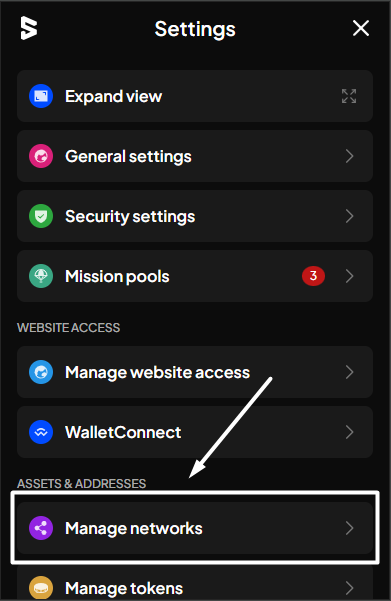 Settings
Expand view
General settings
Security settings
Mission pools
3
WEBSITE ACCESS
Manage website access
WalletConnect
ASSETS & ADDRESSES
Manage networks
Manage tokens